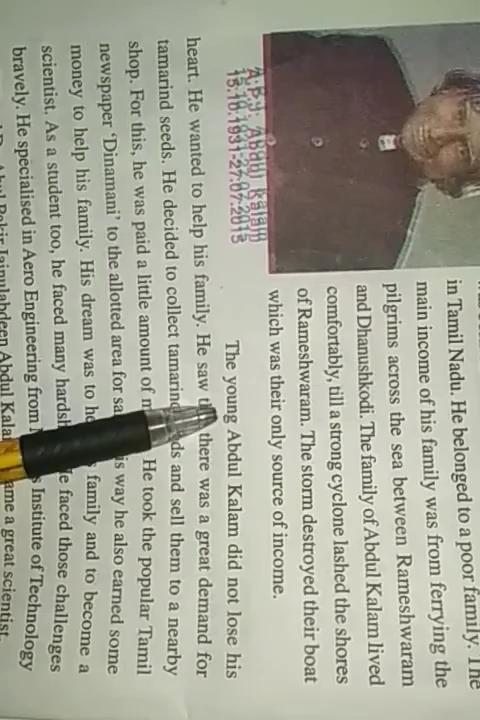 in Tamil Nadu. He belonged to a poor family. The
main income of his family was from ferrying the
pilgrims across the sea between Rameshwaram
and Dhanushkodi. The family of Abdul Kalam lived
comfortably, till a strong cyclone lashed the shores
of Rameshwaram. The storm destroyed their boat
which was their only source of income.
A.P.J. Abdul Kalam
15.10.1931-27.07.2015
The young Abdul Kalam did not lose his
heart. He wanted to help his family. He saw there was a great demand for
tamarind seeds. He decided to collect tamarind and sell them to a nearby
shop. For this, he was paid a little amount of He took the popular Tamil
newspaper ‘Dinamani’ to the allotted area for way he also earned some
money to help his family. His dream was to family and to become a
scientist. As a student too, he faced many faced those challenges
bravely. He specialised in Aero Engineering from Institute of Technology
Abdul a great scientist.